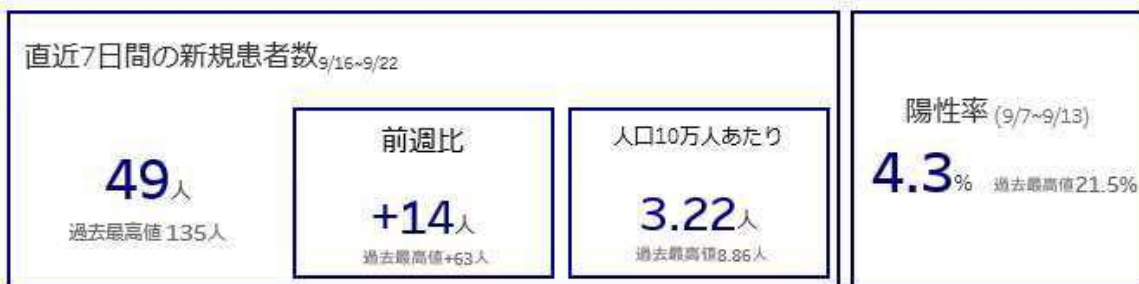 直近7日間の新規患者数9/16~9/22
49人
過去最高値 135人
前週比
+14人
過去最高値+63人
人口10万人あたり
3.22人
過去最高値8.86人
陽性率 (9/7~9/13)
4.3% 過去最高値21.5%